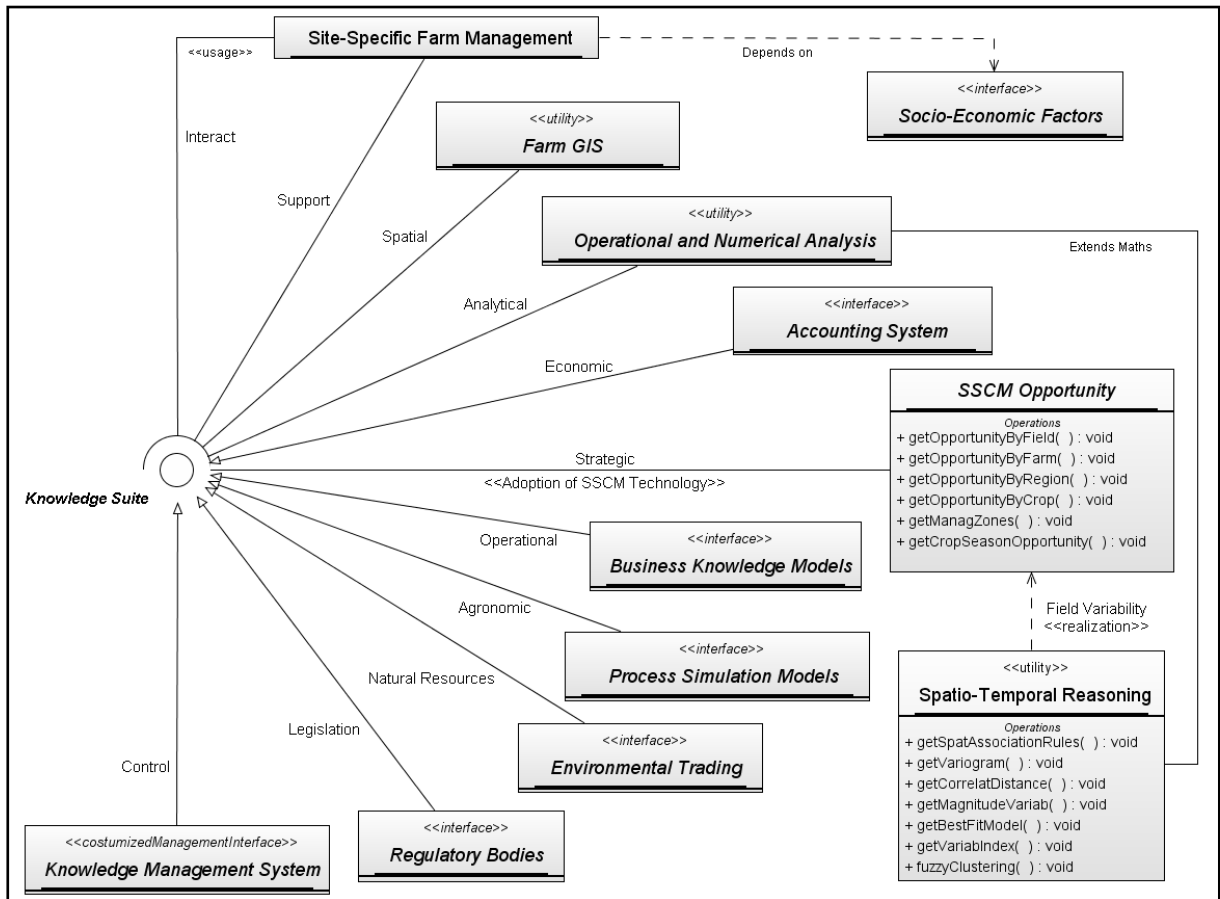 Site-Specific Farm Management
<<usage>>
Depends on
<<interface>>
Socio-Economic Factors
Interact
<<utility>>
Farm GIS
Support
Spatial
<<utility>>
Operational and Numerical Analysis
Extends Maths
Analytical
<<interface>>
Accounting System
Economic
SSCM Opportunity
Operations
+ getOpportunityByField( ) : void
+ getOpportunityByFarm( ) : void
+ getOpportunityByRegion( ) : void
+ getOpportunityByCrop( ) : void
+ getManagZones( ) : void
+ getCropSeasonOpportunity( ) : void
Strategic
<<Adoption of SSCM Technology>>
Knowledge Suite
Operational
<<interface>>
Business Knowledge Models
Agronomic
Field Variability
<<realization>>
<<interface>>
Process Simulation Models
<<utility>>
Spatio-Temporal Reasoning
Operations
+ getSpatAssociationRules( ) : void
+ getVariogram( ) : void
+ getCorrelatDistance( ) : void
+ getMagnitudeVariab( ) : void
+ getBestFitModel( ) : void
+ getVariabIndex( ) : void
+ fuzzyClustering( ) : void
Natural Resources
Legislation
<<interface>>
Environmental Trading
Control
<<costumizedManagementInterface>>
Knowledge Management System
<<interface>>
Regulatory Bodies